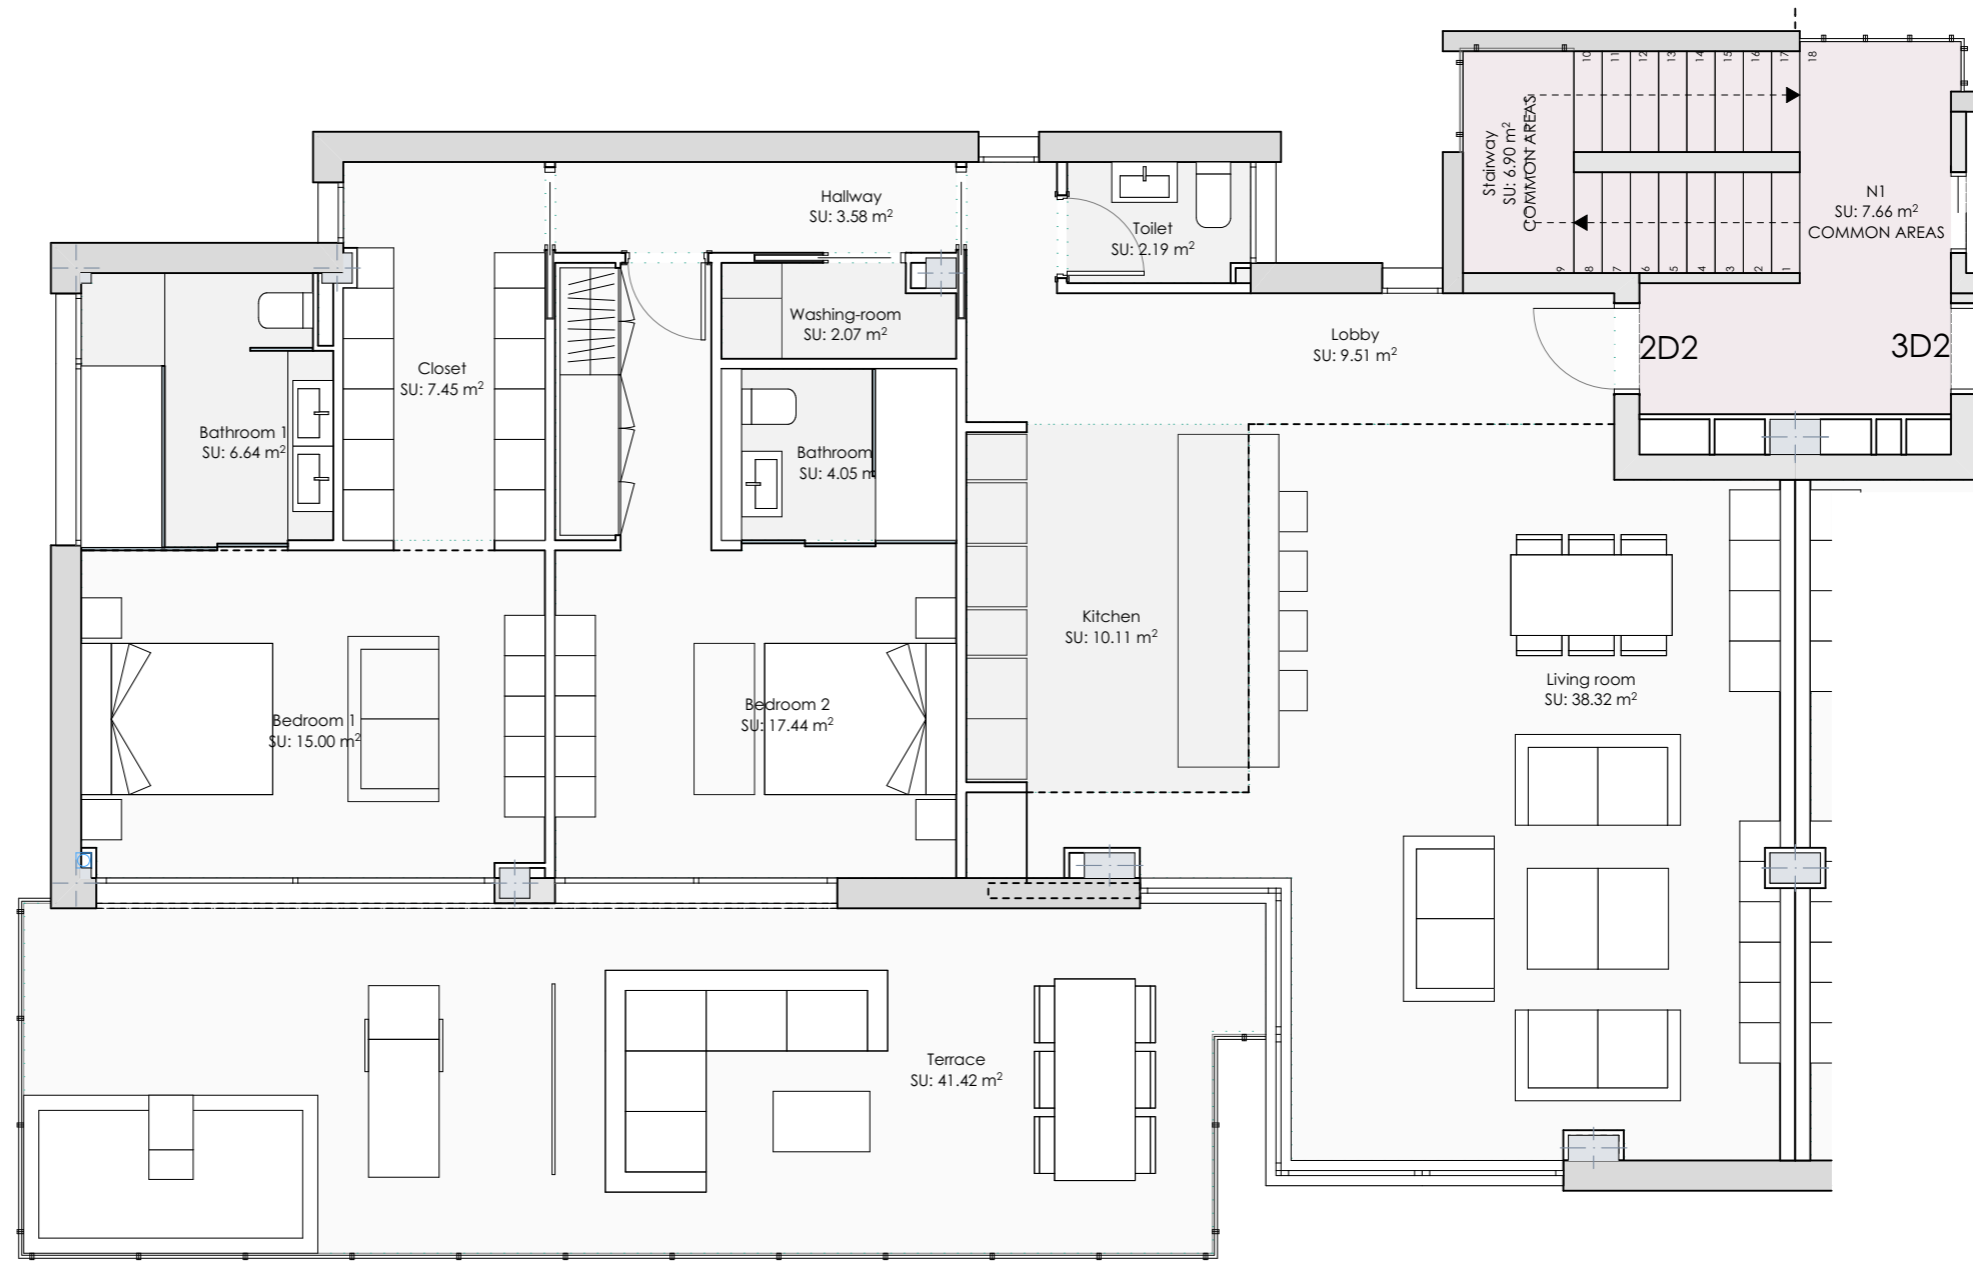 10 11 12 13 14 15 16 17 18
Stairway
SU: 6.90 m²
COMMON AREAS
9 8 7 6 5 4 3 2 1
N1
SU: 7.66 m²
COMMON AREAS
Hallway
SU: 3.58 m²
Toilet
SU: 2.19 m²
Washing-room
SU: 2.07 m²
Lobby
SU: 9.51 m²
2D2
3D2
Closet
SU: 7.45 m²
Bathroom 1
SU: 6.64 m²
Bathroom
SU: 4.05 m
Kitchen
SU: 10.11 m²
Living room
SU: 38.32 m²
Bedroom 1
SU: 15.00 m²
Bedroom 2
SU: 17.44 m²
Terrace
SU: 41.42 m²